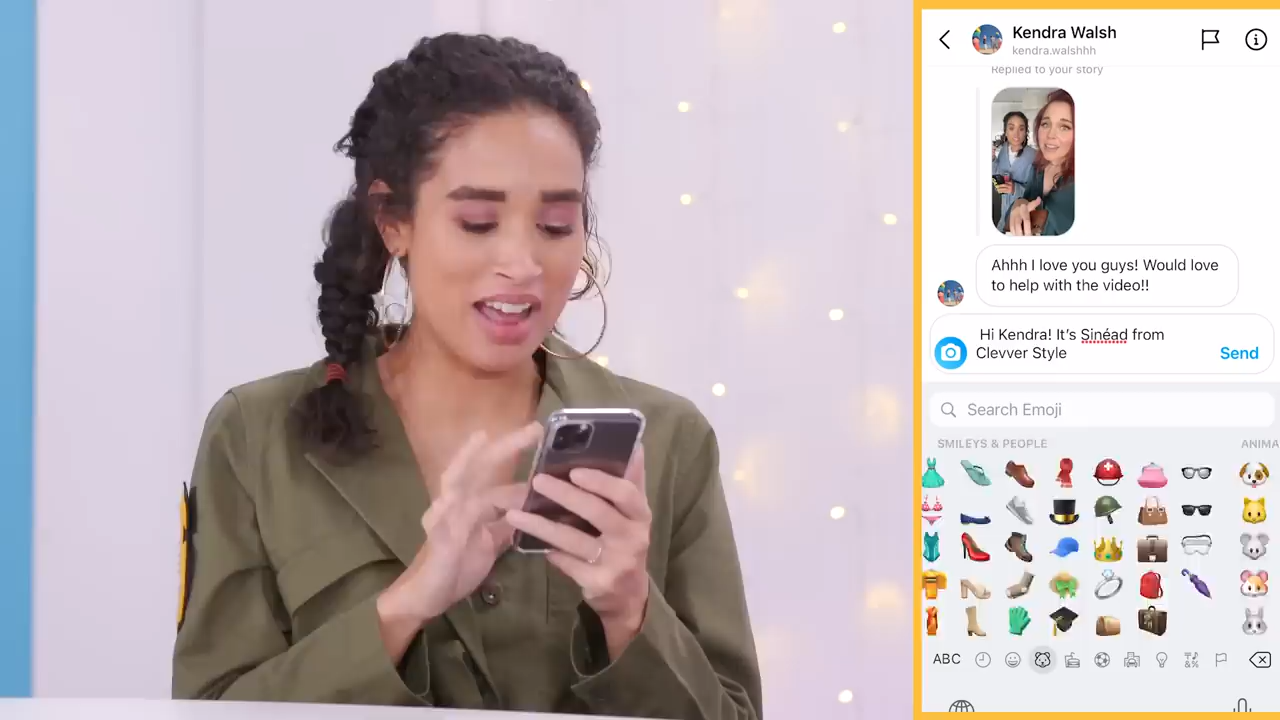 Kendra Walsh
kendra.walshhh
Replied to your story
Ahhh I love you guys! Would love
to help with the video!!
Hi Kendra! It's Sinéad from
Clevver Style
Send
Search Emoji
SMILEYS & PEOPLE
ANIMA
ABC